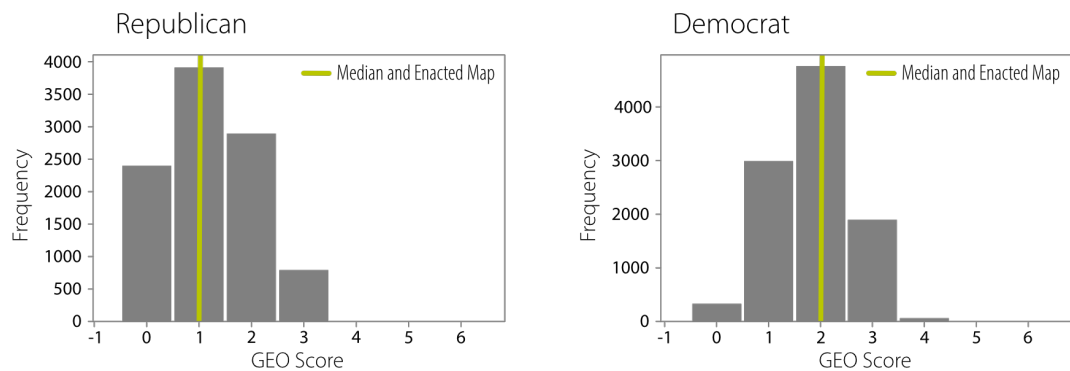 Republican
Frequency
4000
3500
3000
2500
2000
1500
1000
500
0
-1 0 1 2 3 4 5 6
GEO Score
Median and Enacted Map
Democrat
Frequency
4000
3000
2000
1000
0
-1 0 1 2 3 4 5 6
GEO Score
Median and Enacted Map